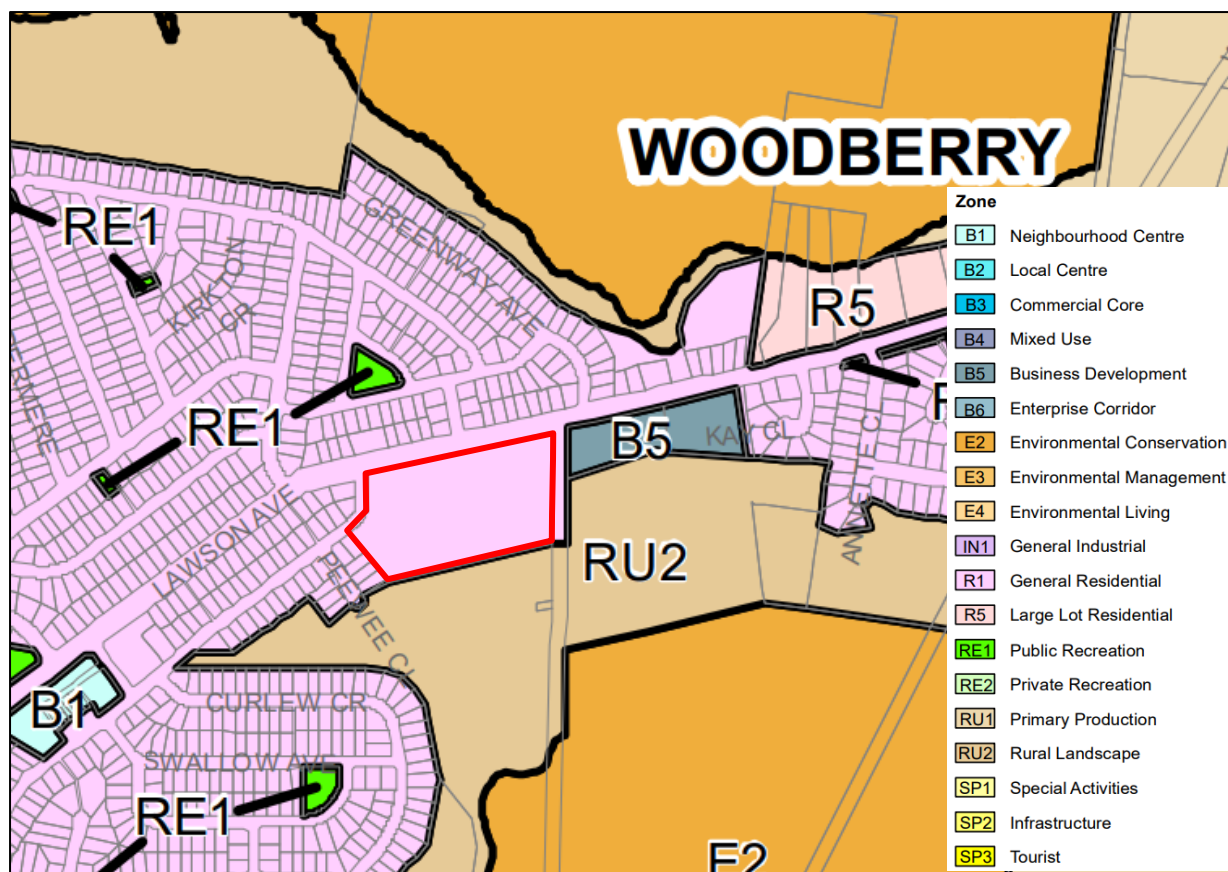 WOODBERRY
RE1
KIRKTON
CR
GREENWAY AVE
R5
RE1
B5
KAY CL
ANNETTE C
LAWSON AVE
RU2
PEEWEE CL
B1
CURLEW CR
SWALLOW AVE
RE1
E2
Zone
B1 Neighbourhood Centre
B2 Local Centre
B3 Commercial Core
B4 Mixed Use
B5 Business Development
B6 Enterprise Corridor
E2 Environmental Conservation
E3 Environmental Management
E4 Environmental Living
IN1 General Industrial
R1 General Residential
R5 Large Lot Residential
RE1 Public Recreation
RE2 Private Recreation
RU1 Primary Production
RU2 Rural Landscape
SP1 Special Activities
SP2 Infrastructure
SP3 Tourist